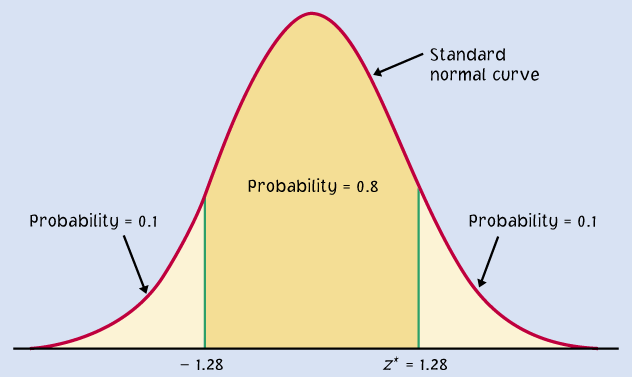 Standard
normal curve
Probability = 0.8
Probability = 0.1
Probability = 0.1
– 1.28
z* = 1.28